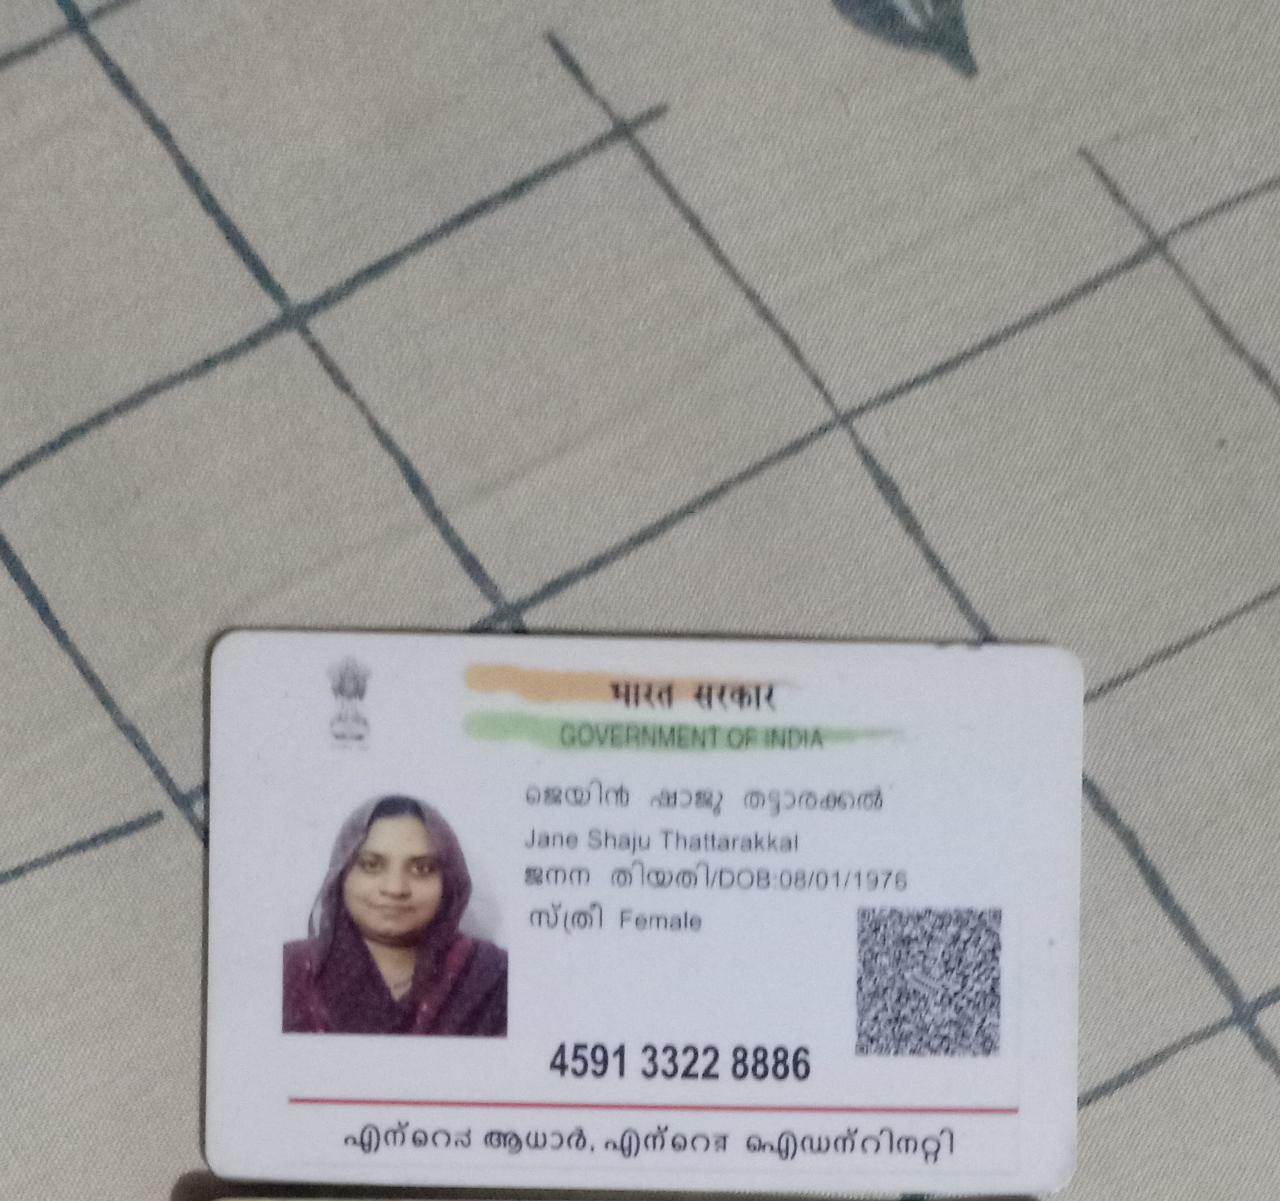 भारत सरकार
GOVERNMENT OF INDIA
ജെയിൻ ഷാജു തട്ടാരക്കൽ
Jane Shaju Thattarakkal
ജനന തിയതി/DOB:08/01/1976
സ്ത്രീ Female
4591 3322 8886
എന്റെ ആധാർ, എന്റെ ഐഡന്റിറ്റി